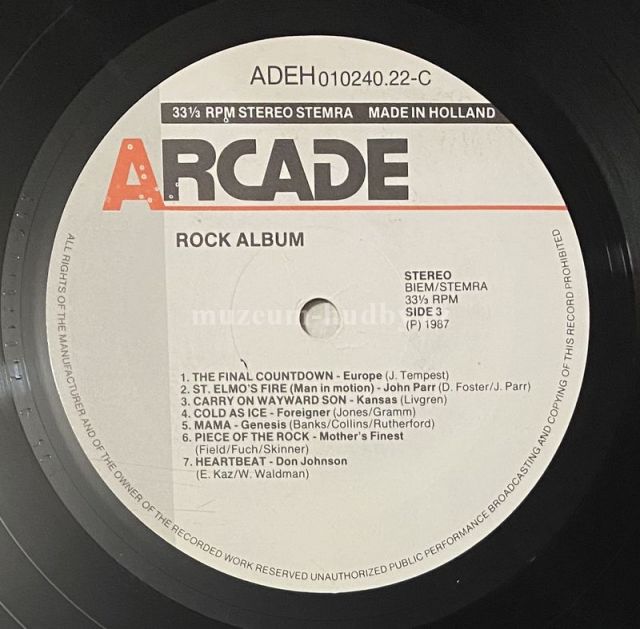 ADEH 010240.22-C
33⅓ RPM STEREO STEMRA MADE IN HOLLAND
ARCADE
ROCK ALBUM
STEREO
BIEM/STEMRA
33⅓ RPM
SIDE 3
(P) 1987
1. THE FINAL COUNTDOWN - Europe (J. Tempest)
2. ST. ELMO'S FIRE (Man in motion) - John Parr (D. Foster/J. Parr)
3. CARRY ON WAYWARD SON - Kansas (Livgren)
4. COLD AS ICE - Foreigner (Jones/Gramm)
5. MAMA - Genesis (Banks/Collins/Rutherford)
6. PIECE OF THE ROCK - Mother's Finest
(Field/Fuch/Skinner)
7. HEARTBEAT - Don Johnson
(E. Kaz/W. Waldman)
ALL RIGHTS OF THE MANUFACTURER AND OF THE OWNER OF THE RECORDED WORK RESERVED UNAUTHORIZED PUBLIC PERFORMANCE BROADCASTING AND COPYING OF THIS RECORD PROHIBITED